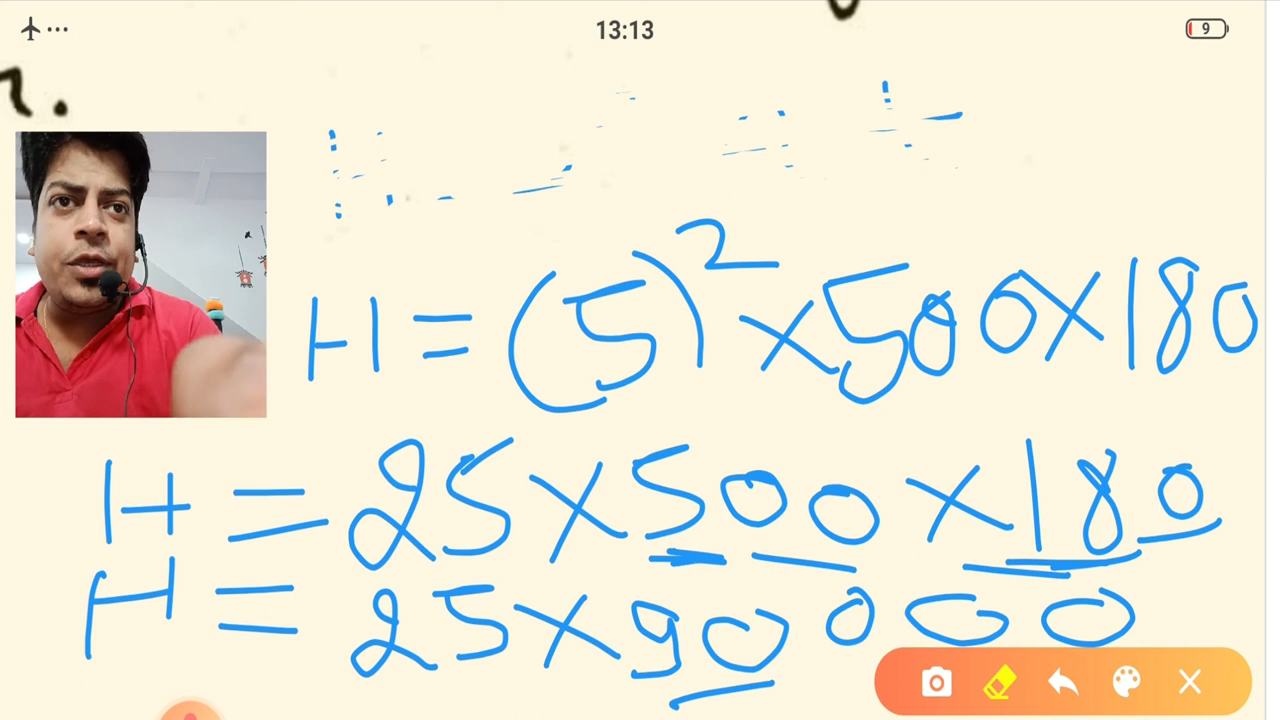 13:13
9
H = (5)² × 500 × 180
H = 25 × 500 × 180
H = 25 × 90000